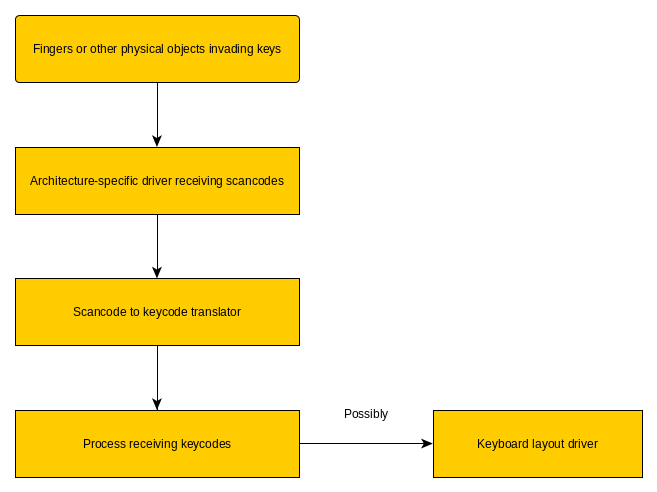 Fingers or other physical objects invading keys
Architecture-specific driver receiving scancodes
Scancode to keycode translator
Process receiving keycodes
Possibly
Keyboard layout driver